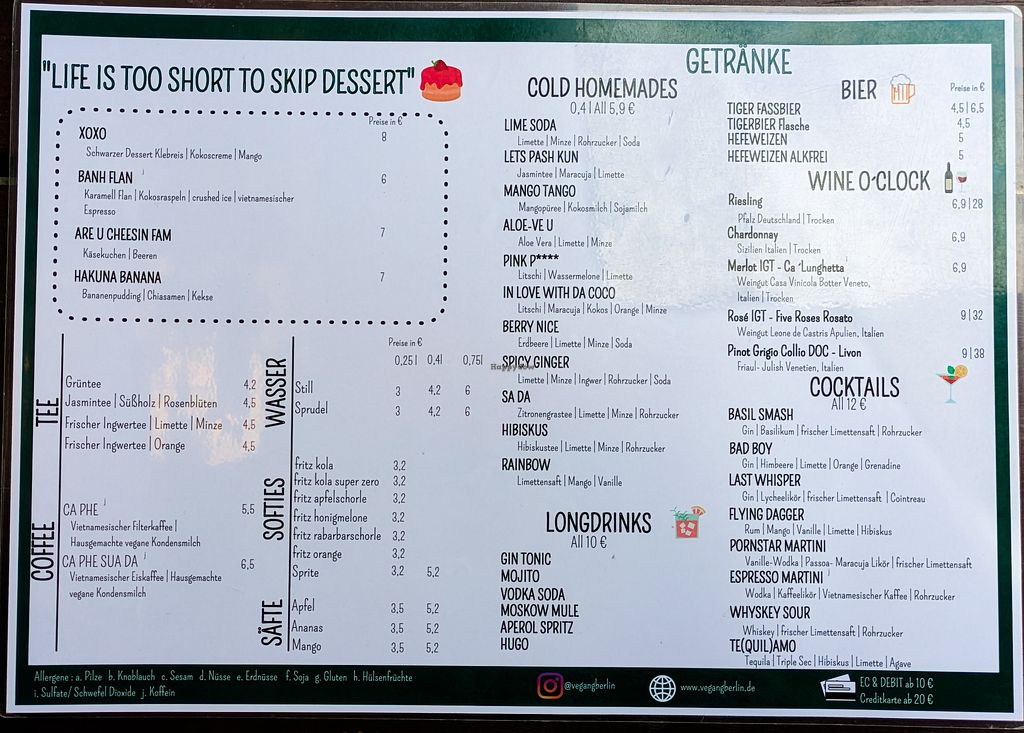 "LIFE IS TOO SHORT TO SKIP DESSERT"
Preise in €
XOXO 8
Schwarzer Dessert Klebreis | Kokoscreme | Mango
BANH FLAN j 6
Karamell Flan | Kokosraspeln | crushed ice | vietnamesischer
Espresso
ARE U CHEESIN FAM 7
Käsekuchen | Beeren
HAKUNA BANANA 7
Bananenpudding | Chiasamen | Kekse
TEE
Grüntee 4,2
Jasmintee | Süßholz | Rosenblüten 4,5
Frischer Ingwertee | Limette | Minze 4,5
Frischer Ingwertee | Orange 4,5
COFFEE
CA PHE j 5,5
Vietnamesischer Filterkaffee |
Hausgemachte vegane Kondensmilch
CA PHE SUA DA j 6,5
Vietnamesischer Eiskaffee | Hausgemachte
vegane Kondensmilch
Preise in €
0,25l 0,4l 0,75l
WASSER
Still 3 4,2 6
Sprudel 3 4,2 6
SOFTIES
fritz kola 3,2
fritz kola super zero 3,2
fritz apfelschorle 3,2
fritz honigmelone 3,2
fritz rabarbarschorle 3,2
fritz orange 3,2
Sprite 3,2 5,2
SÄFTE
Apfel 3,5 5,2
Ananas 3,5 5,2
Mango 3,5 5,2
GETRÄNKE
COLD HOMEMADES
0,4 l All 5,9 €
LIME SODA
Limette | Minze | Rohrzucker | Soda
LETS PASH KUN
Jasmintee | Maracuja | Limette
MANGO TANGO
Mangopüree | Kokosmilch | Sojamilch
ALOE-VE U
Aloe Vera | Limette | Minze
PINK P****
Litschi | Wassermelone | Limette
IN LOVE WITH DA COCO
Litschi | Maracuja | Kokos | Orange | Minze
BERRY NICE
Erdbeere | Limette | Minze | Soda
HappyCow
SPICY GINGER
Limette | Minze | Ingwer | Rohrzucker | Soda
SA DA
Zitronengrastee | Limette | Minze | Rohrzucker
HIBISKUS
Hibiskustee | Limette | Minze | Rohrzucker
RAINBOW
Limettensaft | Mango | Vanille
LONGDRINKS
All 10 €
GIN TONIC
MOJITO
VODKA SODA
MOSKOW MULE
APEROL SPRITZ
HUGO
BIER
Preise in €
TIGER FASSBIER 4,5 | 6,5
TIGERBIER Flasche 4,5
HEFEWEIZEN 5
HEFEWEIZEN ALKFREI 5
WINE O´CLOCK
Riesling 6,9 | 28
Pfalz Deutschland | Trocken
Chardonnay 6,9
Sizilien Italien | Trocken
Merlot IGT - Ca ´Lunghetta 6,9
Weingut Casa Vinicola Botter Veneto,
Italien | Trocken
Rosé IGT - Five Roses Rosato 9 | 32
Weingut Leone de Castris Apulien, Italien
Pinot Grigio Collio DOC - Livon 9 | 38
Friaul- Julish Venetien, Italien
COCKTAILS
All 12 €
BASIL SMASH
Gin | Basilikum | frischer Limettensaft | Rohrzucker
BAD BOY
Gin | Himbeere | Limette | Orange | Grenadine
LAST WHISPER
Gin | Lycheelikör | frischer Limettensaft | Cointreau
FLYING DAGGER
Rum | Mango | Vanille | Limette | Hibiskus
PORNSTAR MARTINI
Vanille-Wodka | Passoa- Maracuja Likör | frischer Limettensaft
ESPRESSO MARTINI j
Wodka | Kaffeelikör | Vietnamesischer Kaffee | Rohrzucker
WHYSKEY SOUR
Whiskey | frischer Limettensaft | Rohrzucker
TE(QUIL)AMO
Tequila | Triple Sec | Hibiskus | Limette | Agave
Allergene : a. Pilze b. Knoblauch c. Sesam d. Nüsse e. Erdnüsse f. Soja g. Gluten h. Hülsenfrüchte
i. Sulfate/ Schwefel Dioxide j. Koffein
@vegangberlin
www.vegangberlin.de
EC & DEBIT ab 10 €
Creditkarte ab 20 €